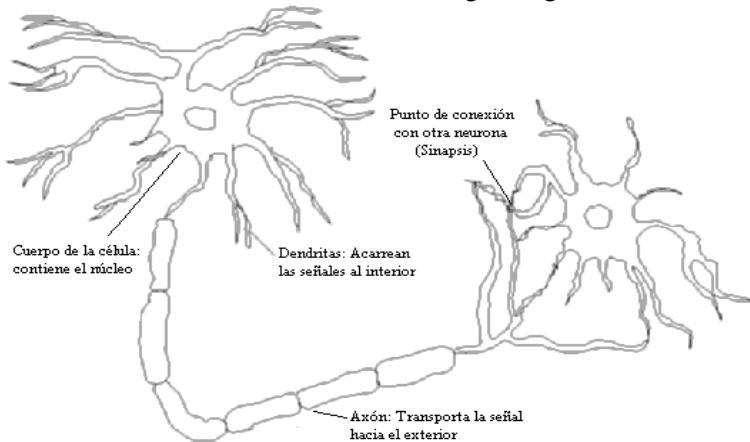 Punto de conexión
con otra neurona
(Sinapsis)
Cuerpo de la célula:
contiene el núcleo
Dendritas: Acarrean
las señales al interior
Axón: Transporta la señal
hacia el exterior